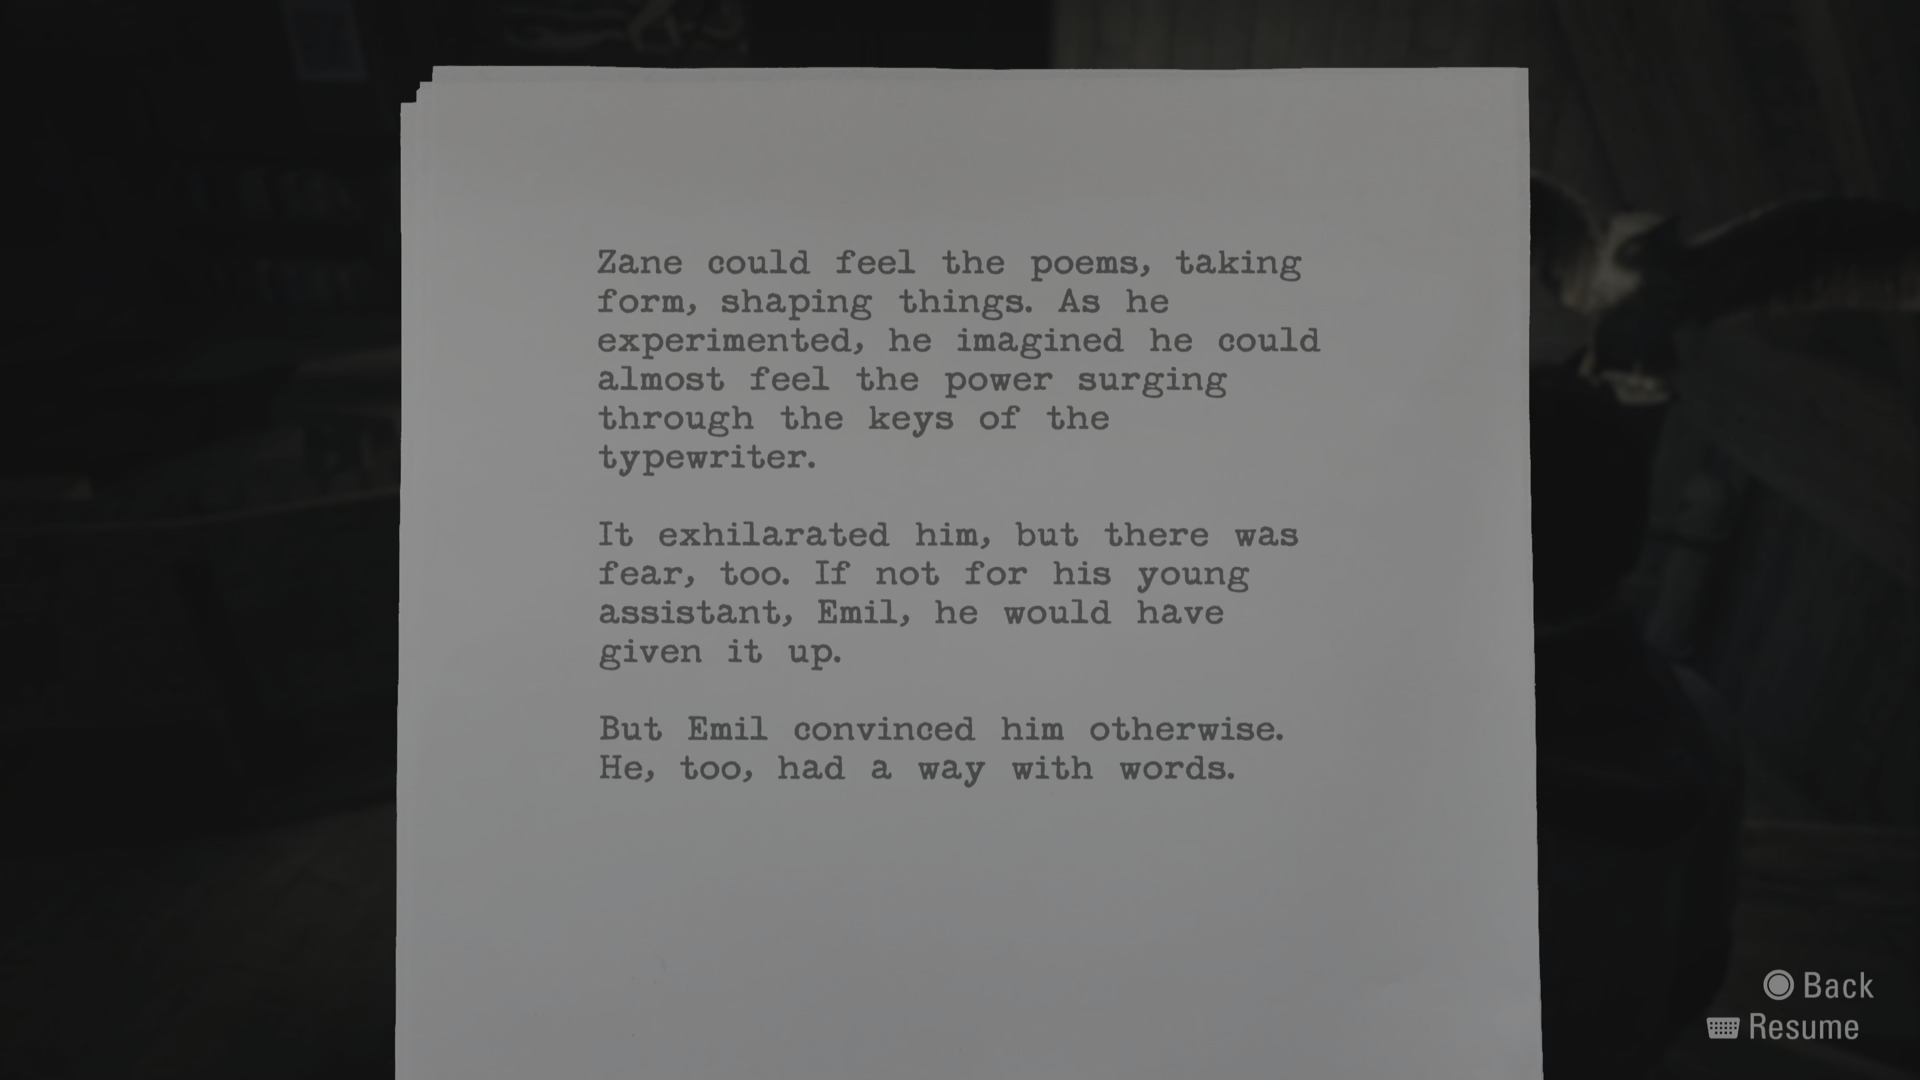 Zane could feel the poems, taking
form, shaping things. As he
experimented, he imagined he could
almost feel the power surging
through the keys of the
typewriter.
It exhilarated him, but there was
fear, too. If not for his young
assistant, Emil, he would have
given it up.
But Emil convinced him otherwise.
He, too, had a way with words.
Back
Resume